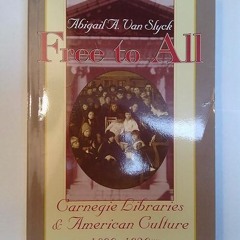 Abigail A. Van Slyck
Free to All
Carnegie Libraries
& American Culture